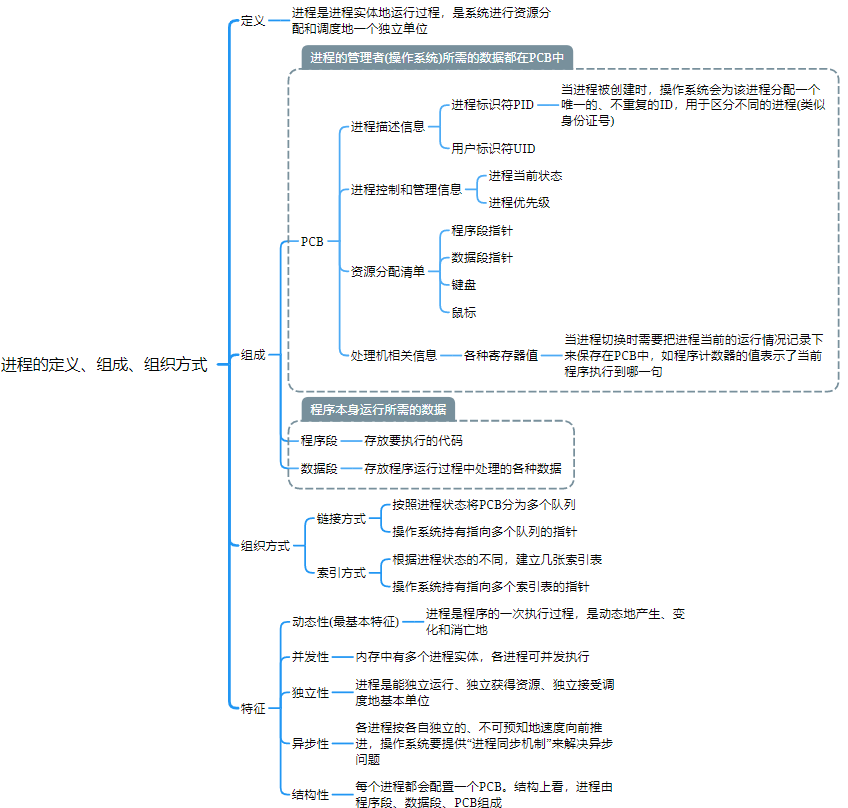 进程的定义、组成、组织方式
定义
进程是进程实体地运行过程，是系统进行资源分
配和调度地一个独立单位
组成
进程的管理者(操作系统)所需的数据都在PCB中
PCB
进程描述信息
进程标识符PID
当进程被创建时，操作系统会为该进程分配一个
唯一的、不重复的ID，用于区分不同的进程(类似
身份证号)
用户标识符UID
进程控制和管理信息
进程当前状态
进程优先级
资源分配清单
程序段指针
数据段指针
键盘
鼠标
处理机相关信息
各种寄存器值
当进程切换时需要把进程当前的运行情况记录下
来保存在PCB中，如程序计数器的值表示了当前
程序执行到哪一句
程序本身运行所需的数据
程序段
存放要执行的代码
数据段
存放程序运行过程中处理的各种数据
组织方式
链接方式
按照进程状态将PCB分为多个队列
操作系统持有指向多个队列的指针
索引方式
根据进程状态的不同，建立几张索引表
操作系统持有指向多个索引表的指针
特征
动态性(最基本特征)
进程是程序的一次执行过程，是动态地产生、变
化和消亡地
并发性
内存中有多个进程实体，各进程可并发执行
独立性
进程是能独立运行、独立获得资源、独立接受调
度地基本单位
异步性
各进程按各自独立的、不可预知地速度向前推
进，操作系统要提供“进程同步机制”来解决异步
问题
结构性
每个进程都会配置一个PCB。结构上看，进程由
程序段、数据段、PCB组成